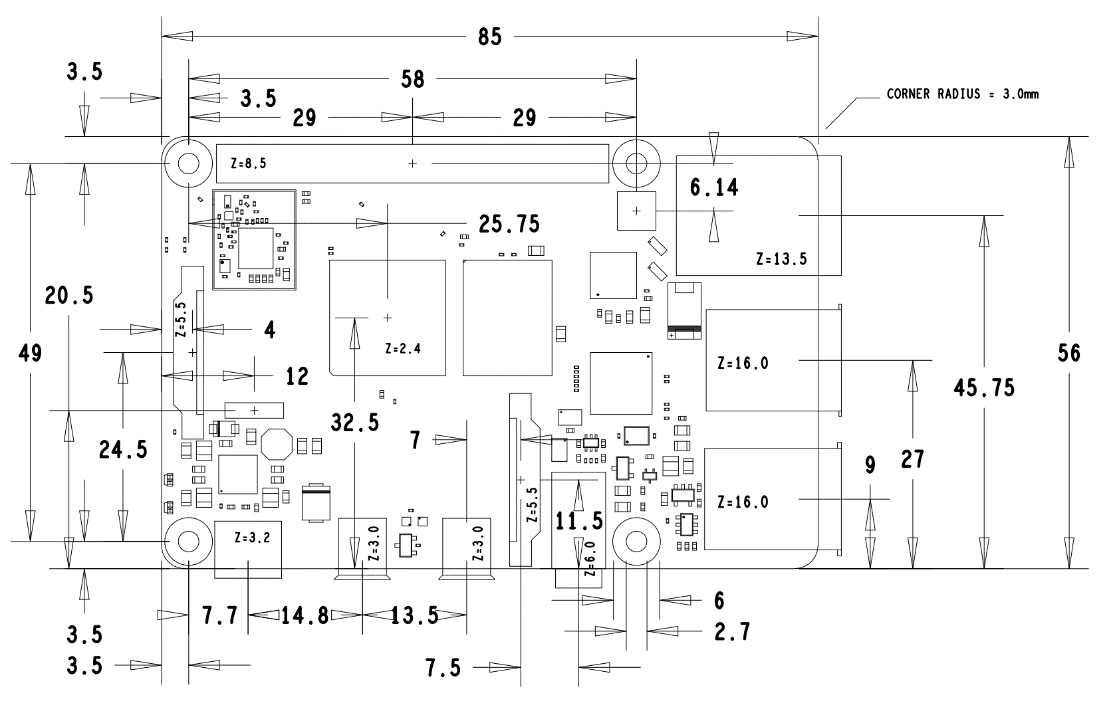 85
3.5
58
3.5
CORNER RADIUS = 3.0mm
29
29
Z=8.5
6.14
25.75
Z=13.5
20.5
Z=5.5
4
Z=2.4
49
56
Z=16.0
12
45.75
32.5
7
24.5
27
9
Z=16.0
Z=5.5
11.5
Z=3.2
Z=3.0
Z=3.0
Z=6.0
6
7.7
14.8
13.5
2.7
3.5
3.5
7.5